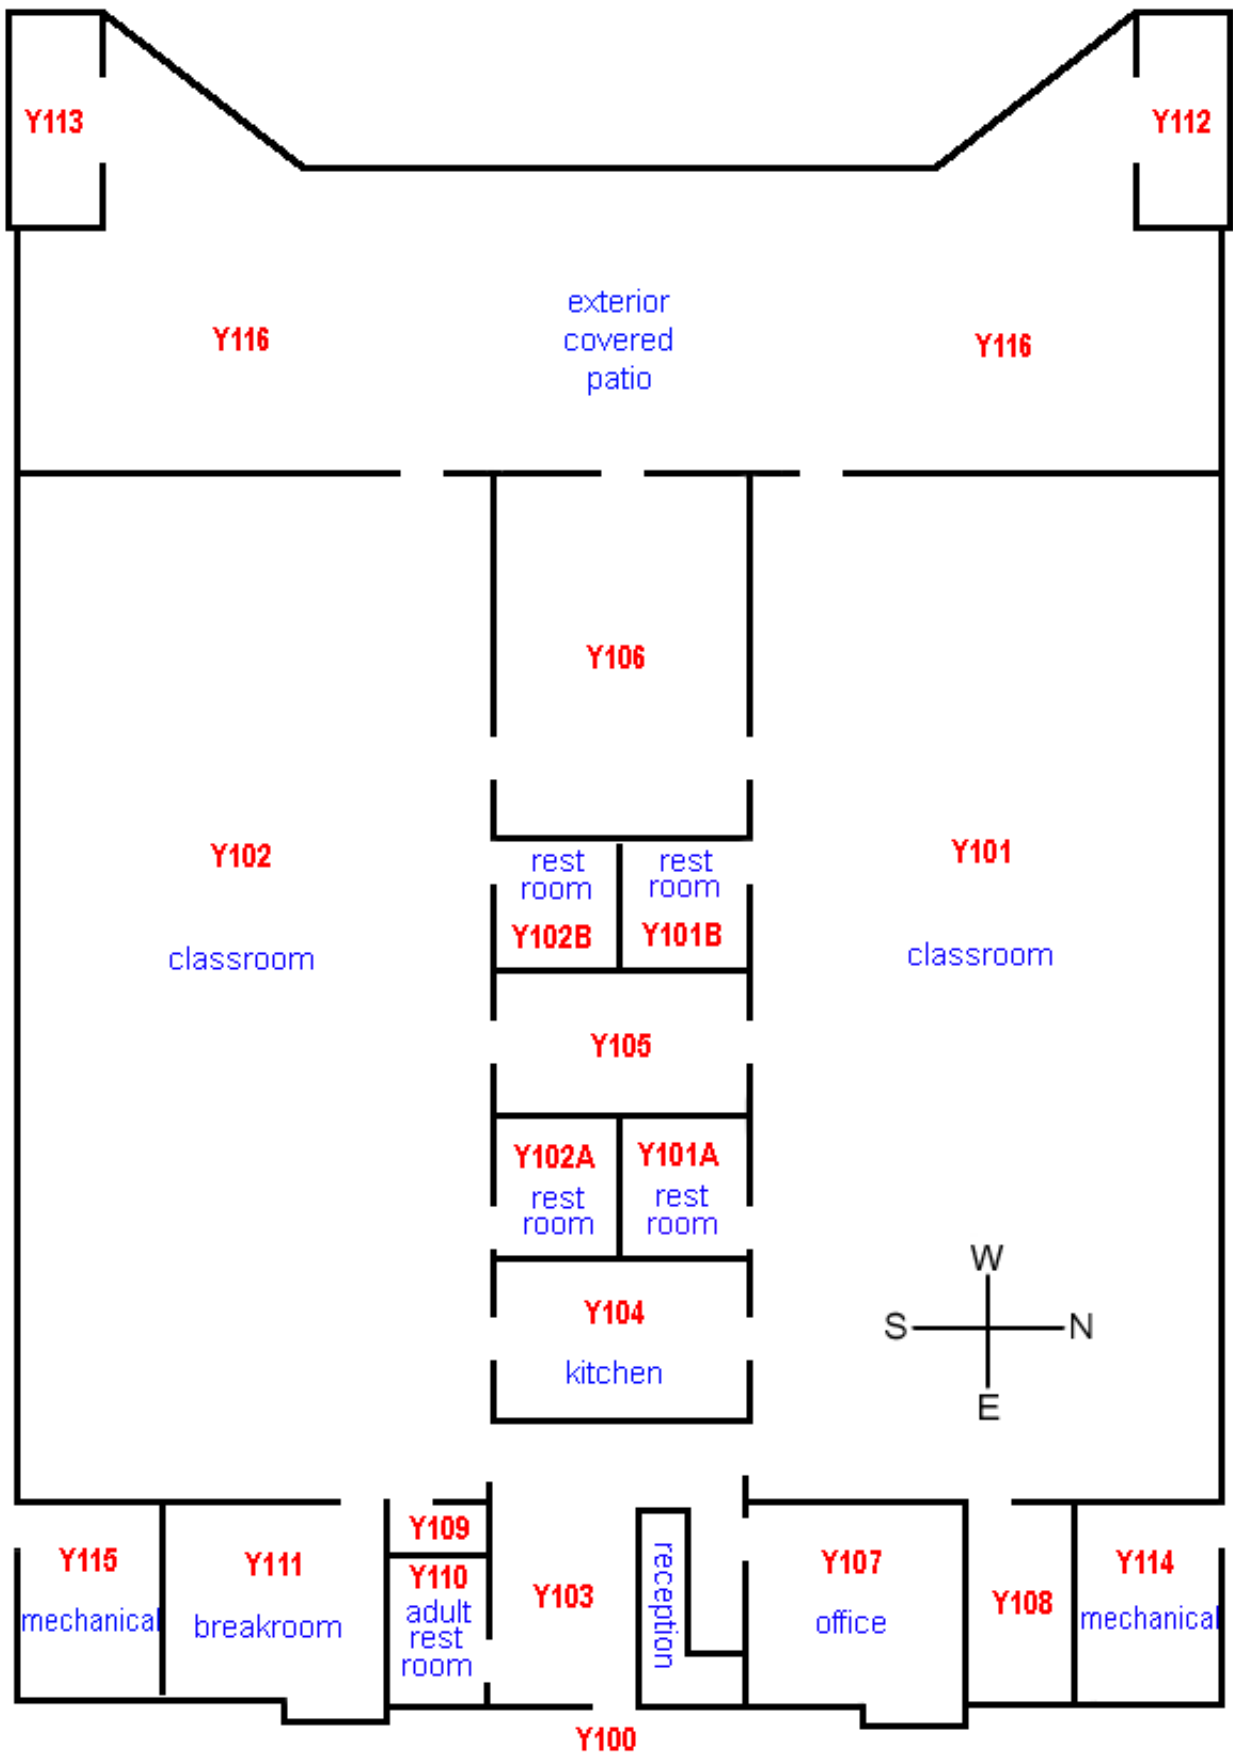 Y113
Y112
exterior
covered
patio
Y116
Y116
Y106
Y102
classroom
Y101
classroom
rest
room
Y102B
rest
room
Y101B
Y105
Y102A
rest
room
Y101A
rest
room
Y104
kitchen
W
S N
E
Y115
mechanical
Y111
breakroom
Y109
Y110
adult
rest
room
Y103
reception
Y107
office
Y108
Y114
mechanical
Y100